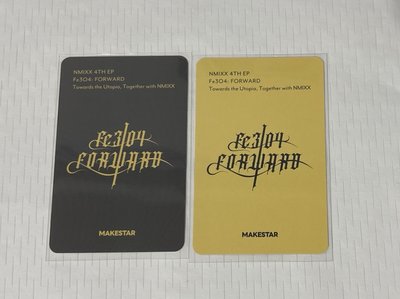 NMIXX 4TH EP
Fe3O4: FORWARD
Towards the Utopia, Together with NMIXX
Fe3O4
FORWARD
MAKESTAR
NMIXX 4TH EP
Fe3O4: FORWARD
Towards the Utopia, Together with NMIXX
Fe3O4
FORWARD
MAKESTAR